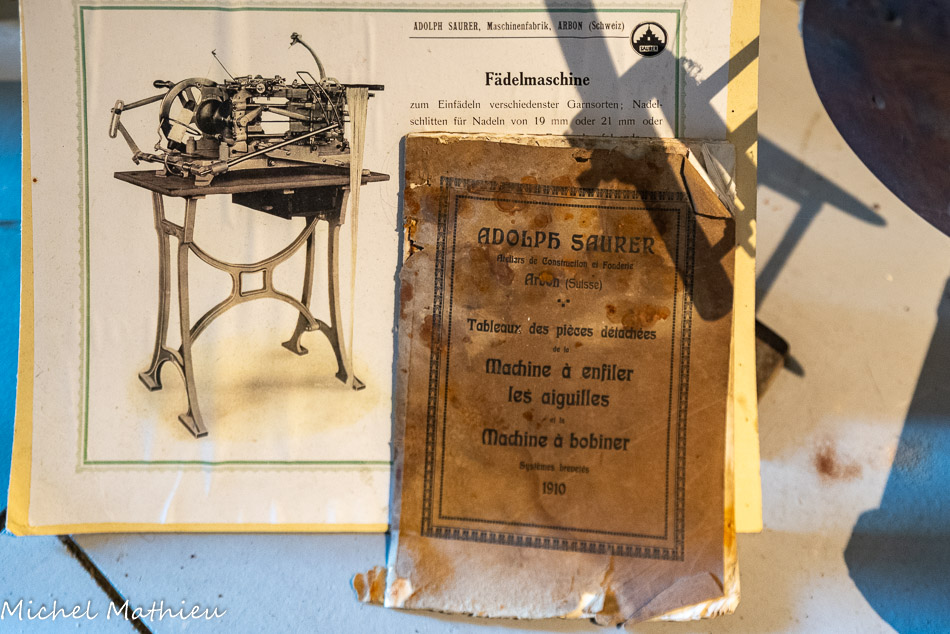 ADOLPH SAURER, Maschinenfabrik, ARBON (Schweiz)
SAURER
Fädelmaschine
zum Einfädeln verschiedenster Garnsorten; Nadel-
schlitten für Nadeln von 19 mm oder 21 mm oder
ADOLPH SAURER
Ateliers de Construction et Fonderie
Arbon (Suisse)
Tableaux des pièces détachées
de la
Machine à enfiler
les aiguilles
et la
Machine à bobiner
Systèmes brevetés
1910
Michel Mathieu